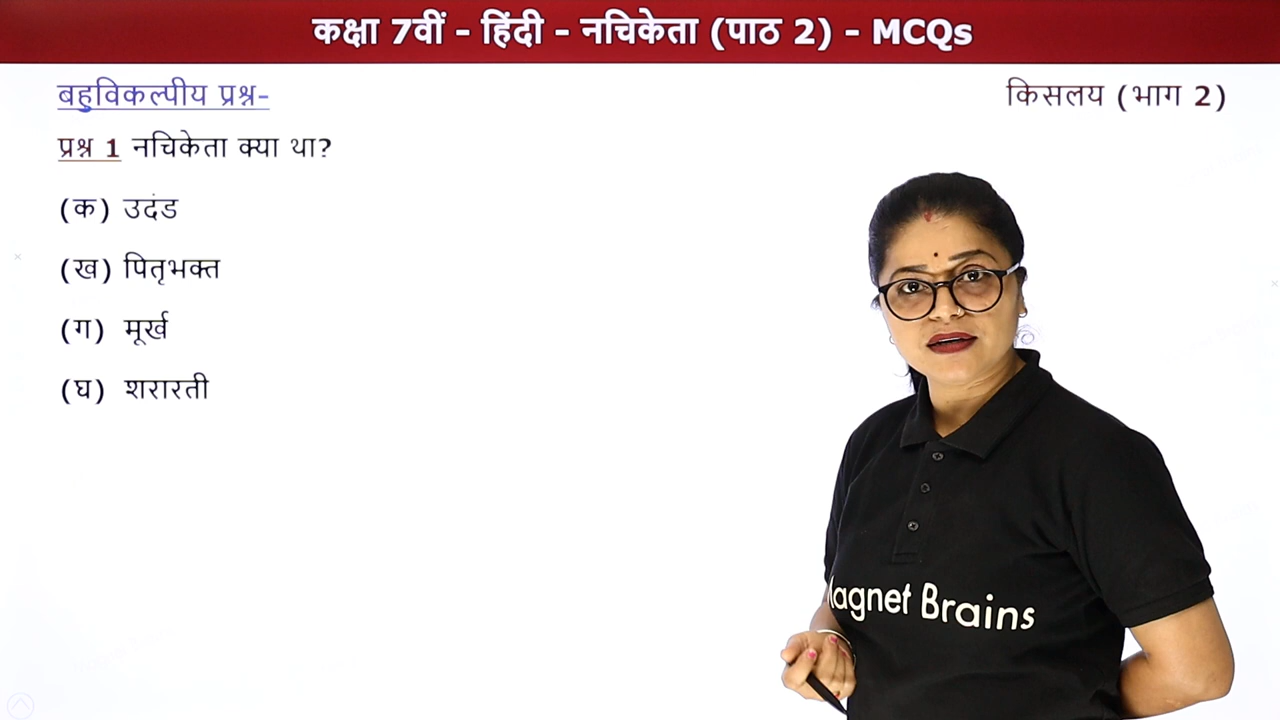 कक्षा 7वीं - हिंदी - नचिकेता (पाठ 2) - MCQs
बहुविकल्पीय प्रश्न-
किसलय (भाग 2)
प्रश्न 1 नचिकेता क्या था?
(क) उदंड
(ख) पितृभक्त
(ग) मूर्ख
(घ) शरारती
Magnet Brains